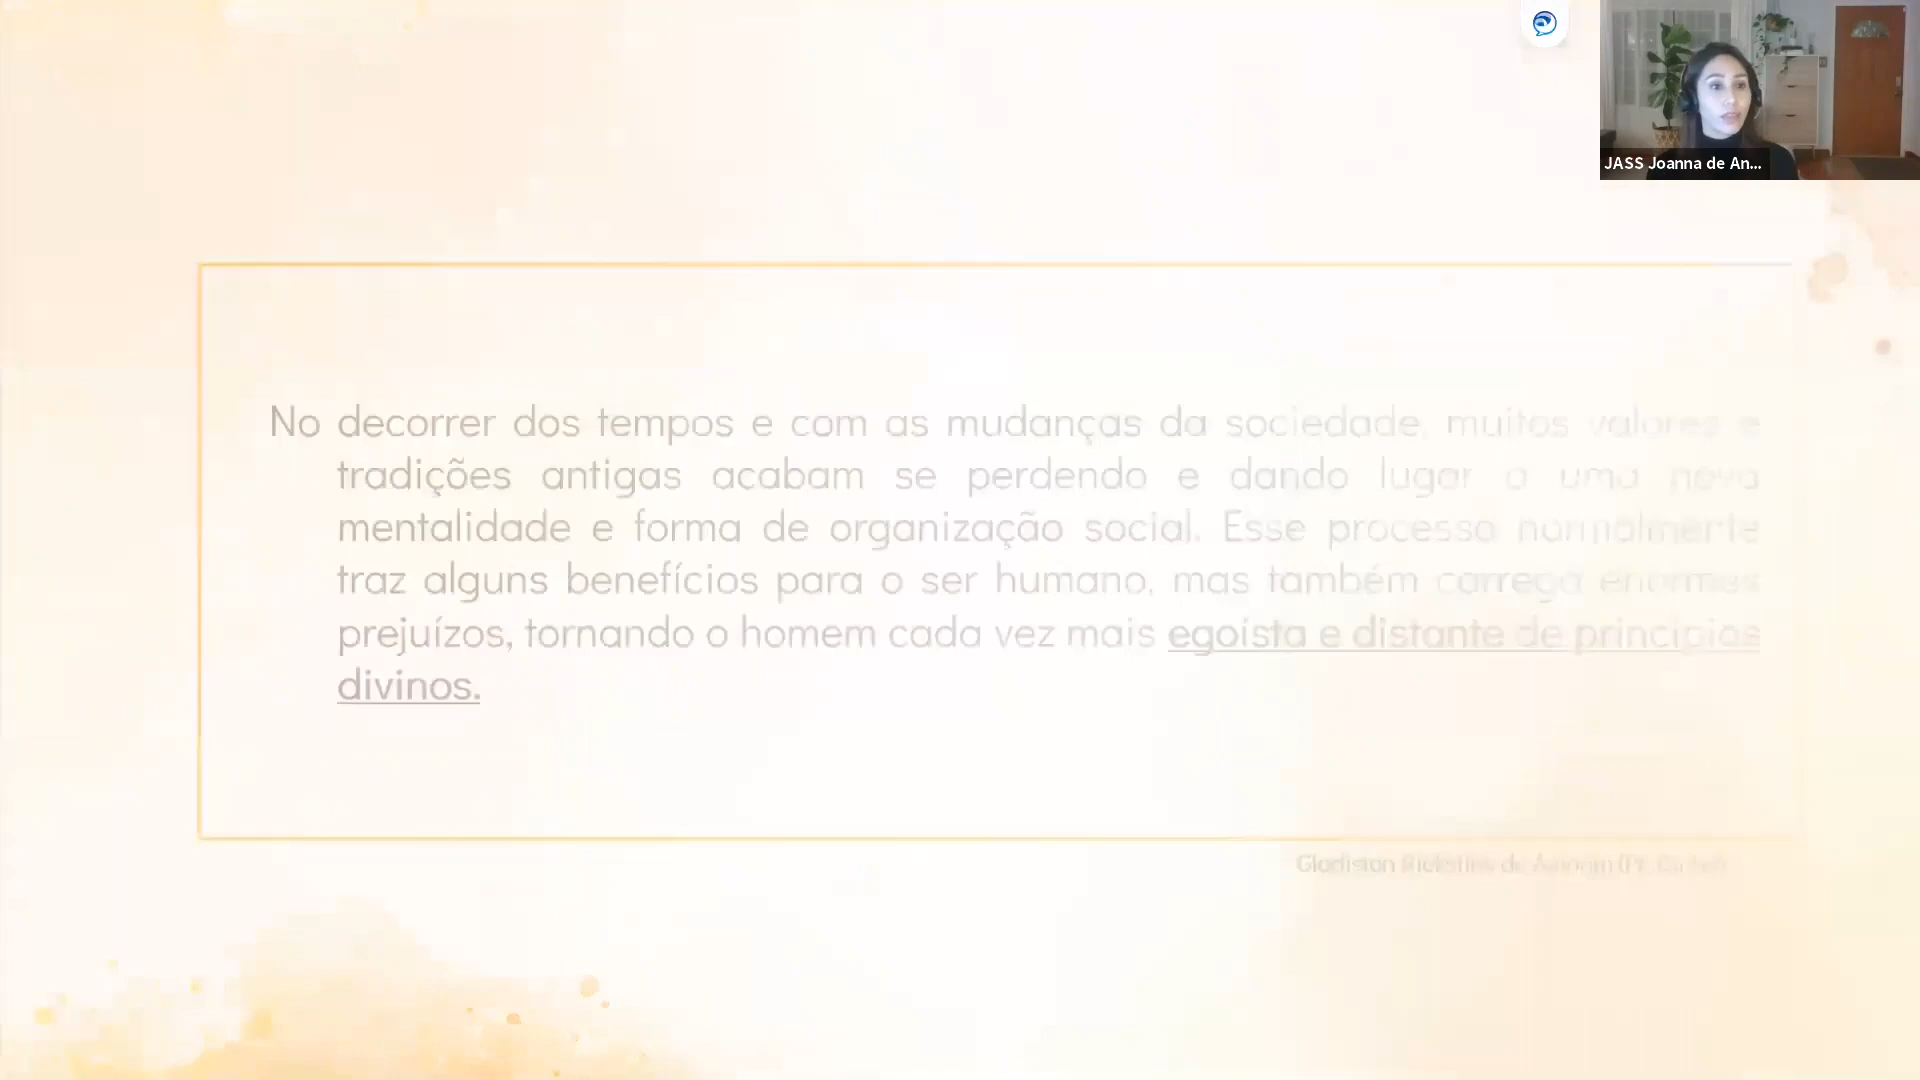 JASS Joanna de An...
No decorrer dos tempos e com as mudanças da sociedade, muitos valores e
tradições antigas acabam se perdendo e dando lugar a uma nova
mentalidade e forma de organização social. Esse processo normalmente
traz alguns benefícios para o ser humano, mas também carrega enormes
prejuízos, tornando o homem cada vez mais egoísta e distante de princípios
divinos.
Gladiston de